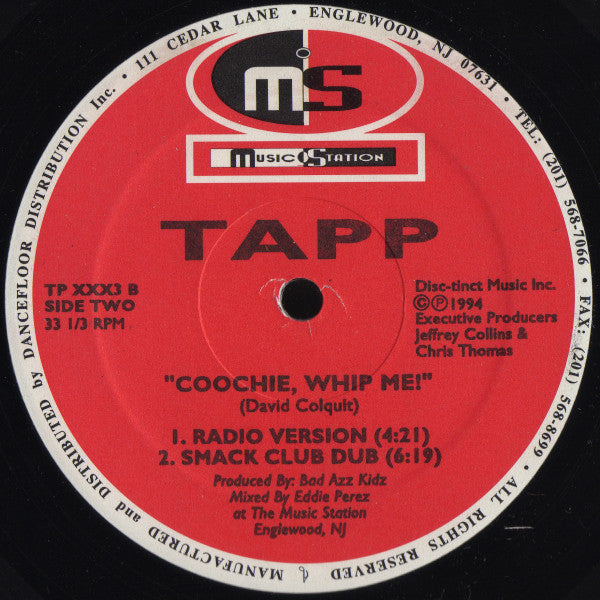 MANUFACTURED and DISTRIBUTED by DANCEFLOOR DISTRIBUTION Inc. • 111 CEDAR LANE • ENGLEWOOD, NJ 07631 • TEL: (201) 568-7066 • FAX: (201) 568-8699 • ALL RIGHTS RESERVED &
MS
MUSIC STATION
TAPP
TP XXX3 B
SIDE TWO
33 1/3 RPM
Disc-tinct Music Inc.
©℗1994
Executive Producers
Jeffrey Collins &
Chris Thomas
"COOCHIE, WHIP ME!"
(David Colquit)
1. RADIO VERSION (4:21)
2. SMACK CLUB DUB (6:19)
Produced By: Bad Azz Kidz
Mixed By Eddie Perez
at The Music Station
Englewood, NJ